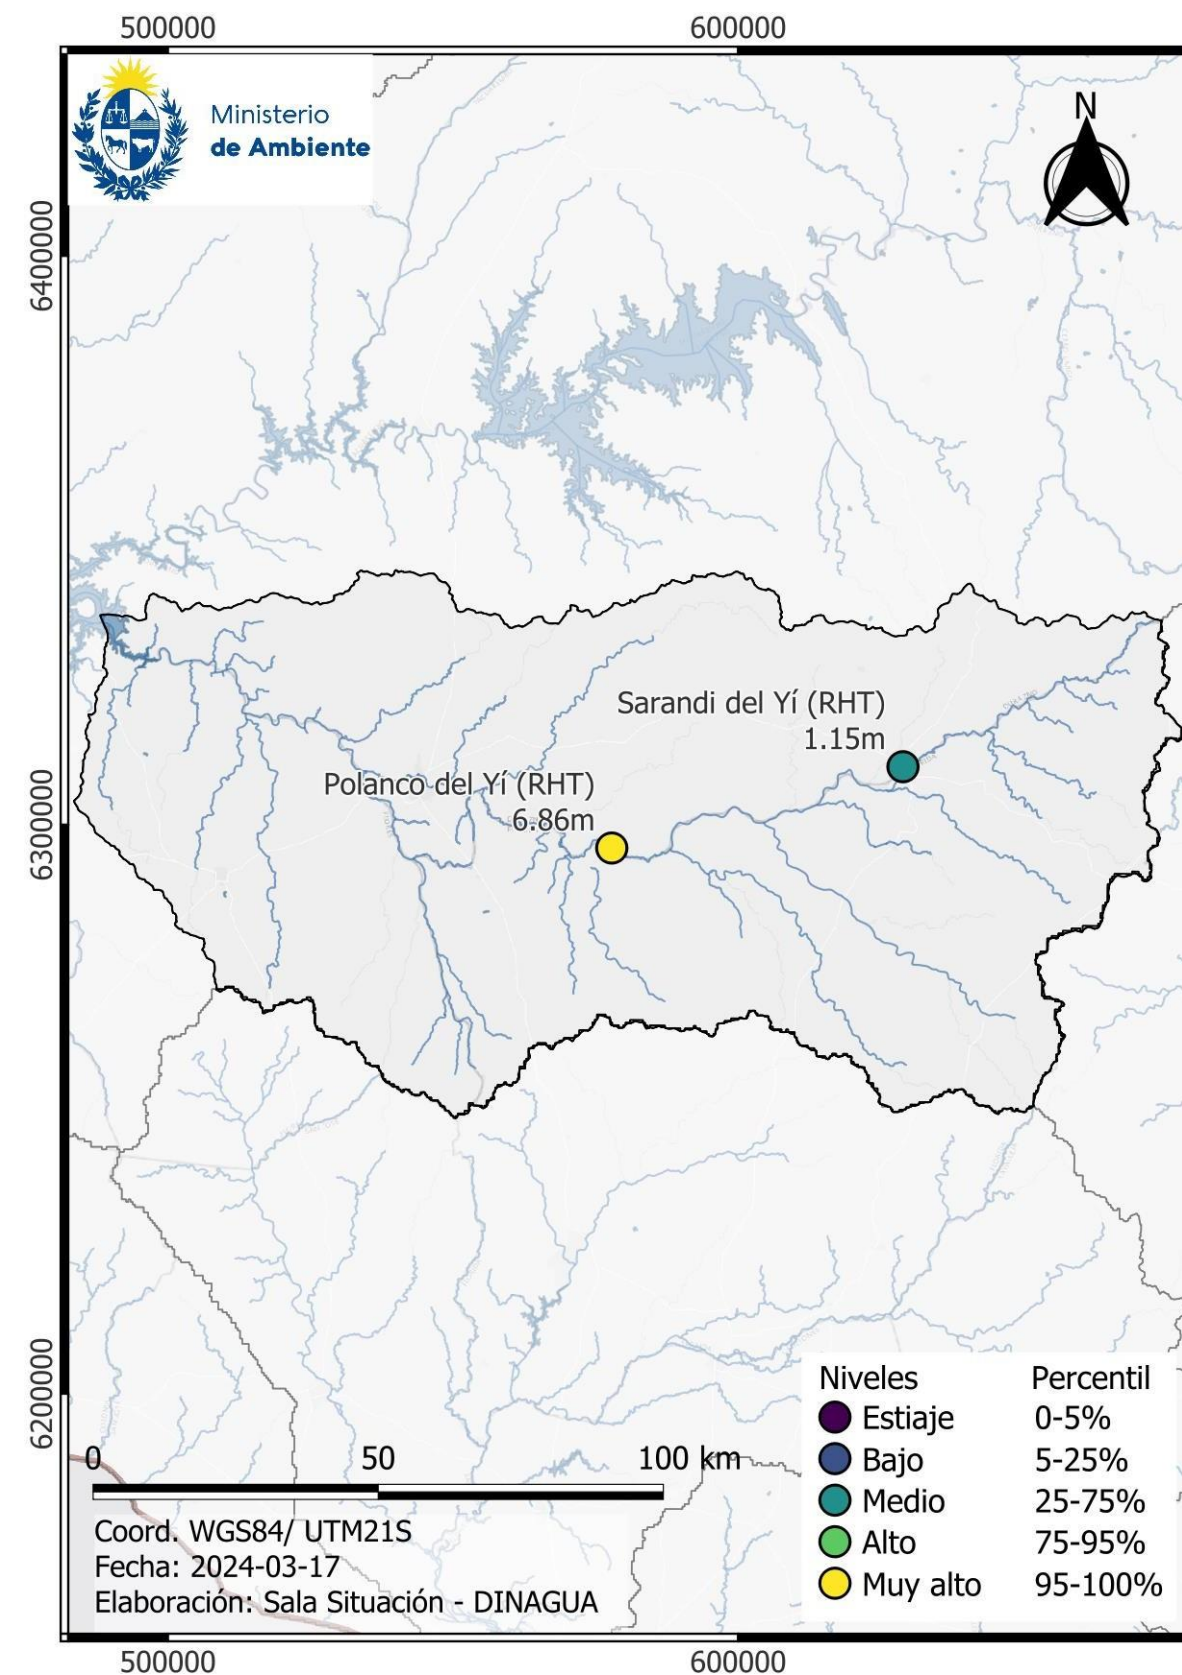 500000 600000
Ministerio
de Ambiente
N
6400000
Sarandi del Yí (RHT)
1.15m
Polanco del Yí (RHT)
6.86m
6300000
6200000
Niveles Percentil
Estiaje 0-5%
Bajo 5-25%
Medio 25-75%
Alto 75-95%
Muy alto 95-100%
0 50 100 km
Coord. WGS84/ UTM21S
Fecha: 2024-03-17
Elaboración: Sala Situación - DINAGUA
500000 600000